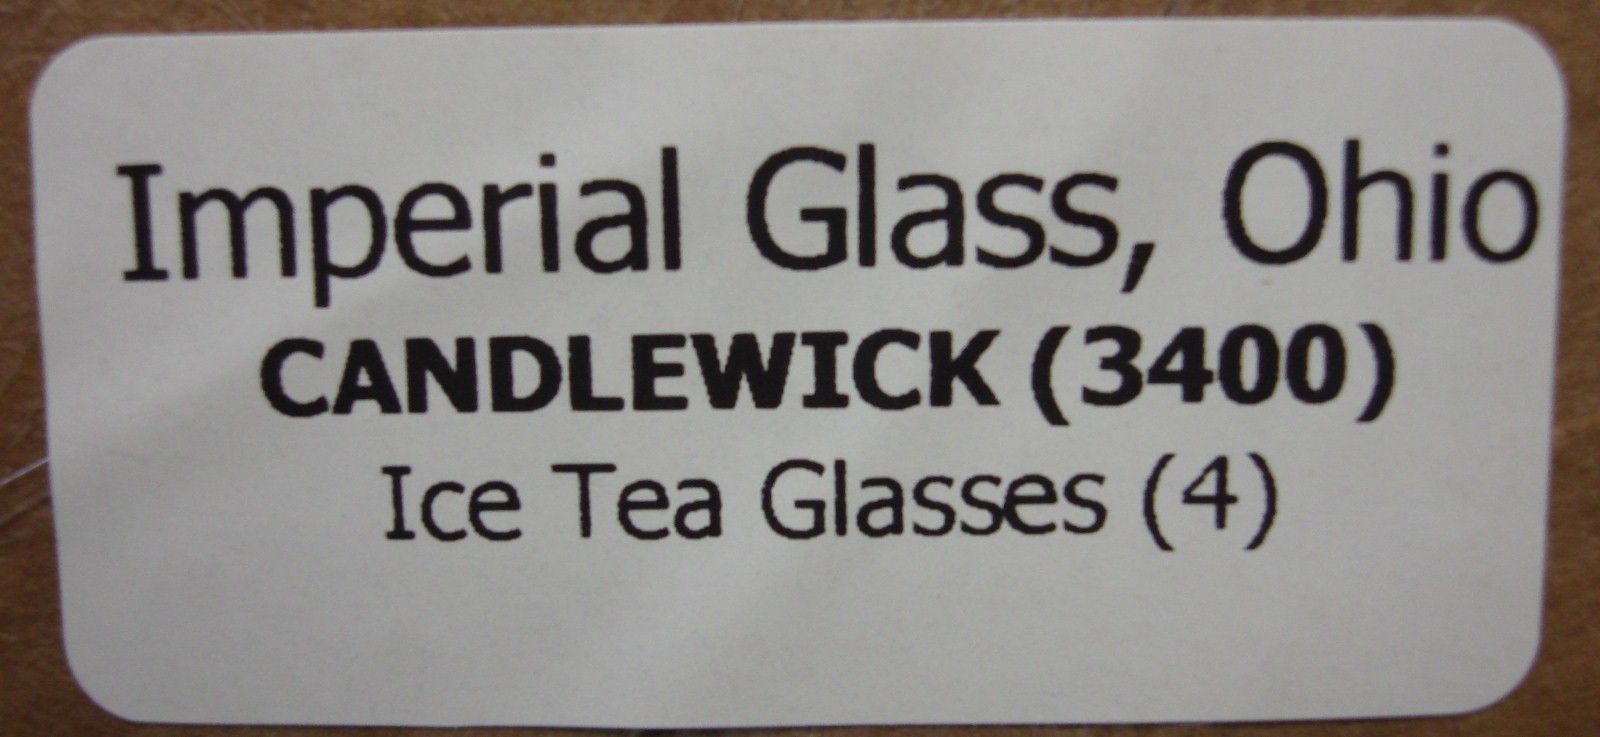 Imperial Glass, Ohio
CANDLEWICK (3400)
Ice Tea Glasses (4)